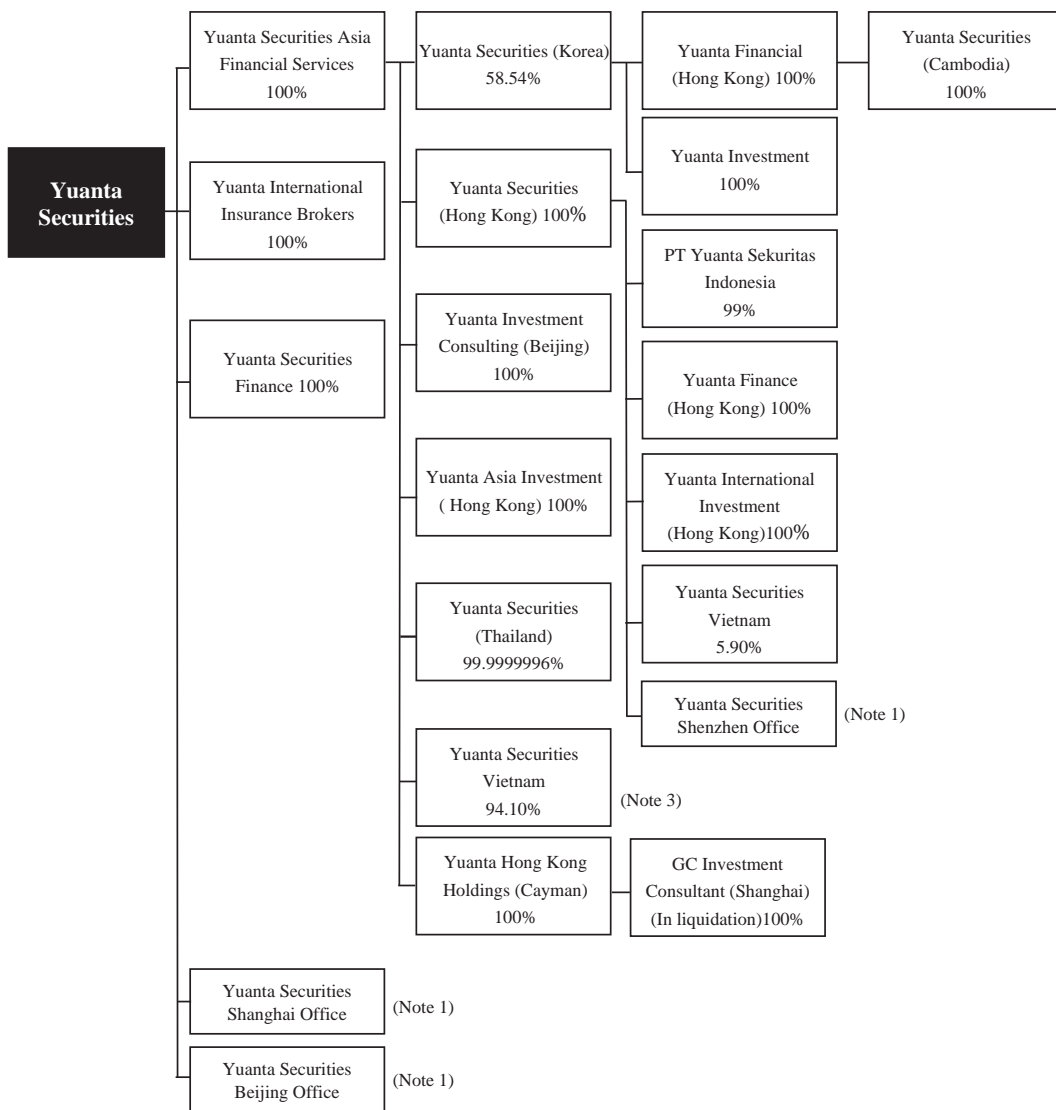 Yuanta
Securities
Yuanta Securities Asia
Financial Services
100%
Yuanta International
Insurance Brokers
100%
Yuanta Securities
Finance 100%
Yuanta Securities
Shanghai Office
(Note 1)
Yuanta Securities
Beijing Office
(Note 1)
Yuanta Securities (Korea)
58.54%
Yuanta Securities
(Hong Kong) 100%
Yuanta Investment
Consulting (Beijing)
100%
Yuanta Asia Investment
( Hong Kong) 100%
Yuanta Securities
(Thailand)
99.9999996%
Yuanta Securities
Vietnam
94.10%
(Note 3)
Yuanta Hong Kong
Holdings (Cayman)
100%
Yuanta Financial
(Hong Kong) 100%
Yuanta Investment
100%
PT Yuanta Sekuritas
Indonesia
99%
Yuanta Finance
(Hong Kong) 100%
Yuanta International
Investment
(Hong Kong)100%
Yuanta Securities
Vietnam
5.90%
Yuanta Securities
Shenzhen Office
(Note 1)
GC Investment
Consultant (Shanghai)
(In liquidation)100%
Yuanta Securities
(Cambodia)
100%